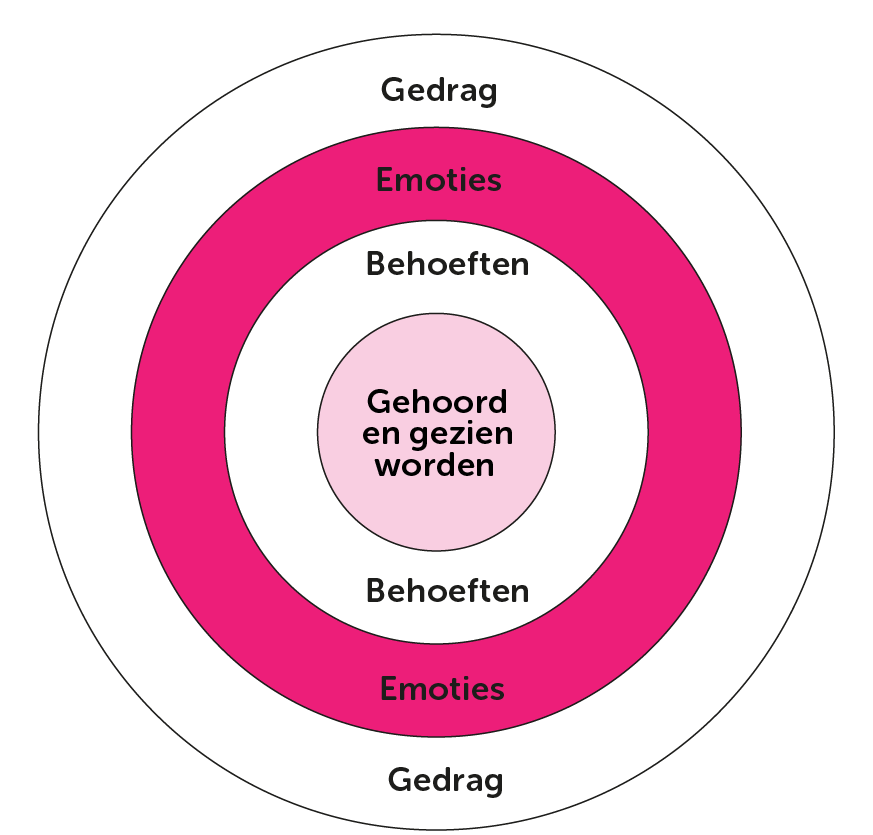 Gedrag
Emoties
Behoeften
Gehoord
en gezien
worden
Behoeften
Emoties
Gedrag